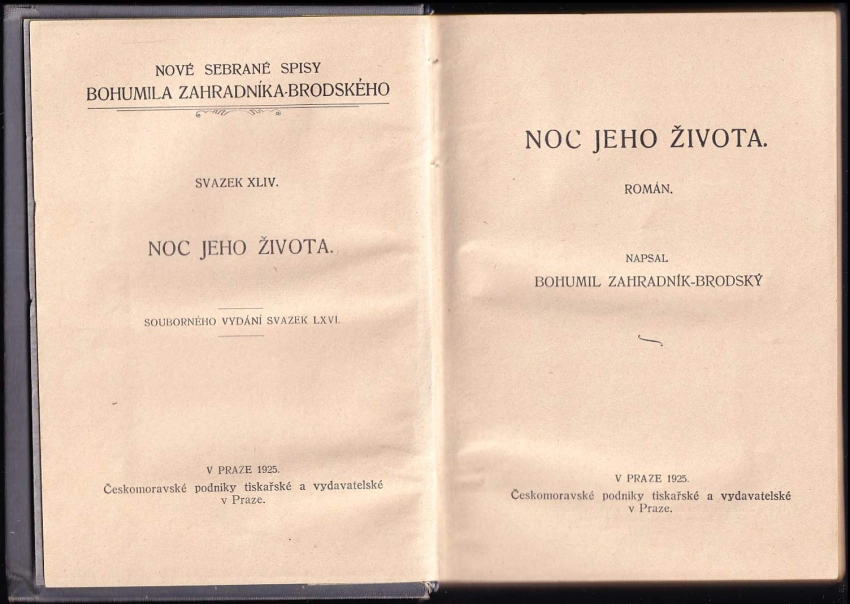 NOVÉ SEBRANÉ SPISY
BOHUMILA ZAHRADNÍKA-BRODSKÉHO
SVAZEK XLIV.
NOC JEHO ŽIVOTA.
SOUBORNÉHO VYDÁNÍ SVAZEK LXVI.
V PRAZE 1925.
Českomoravské podniky tiskařské a vydavatelské
v Praze.
NOC JEHO ŽIVOTA.
ROMÁN.
NAPSAL
BOHUMIL ZAHRADNÍK-BRODSKÝ
V PRAZE 1925.
Českomoravské podniky tiskařské a vydavatelské
v Praze.